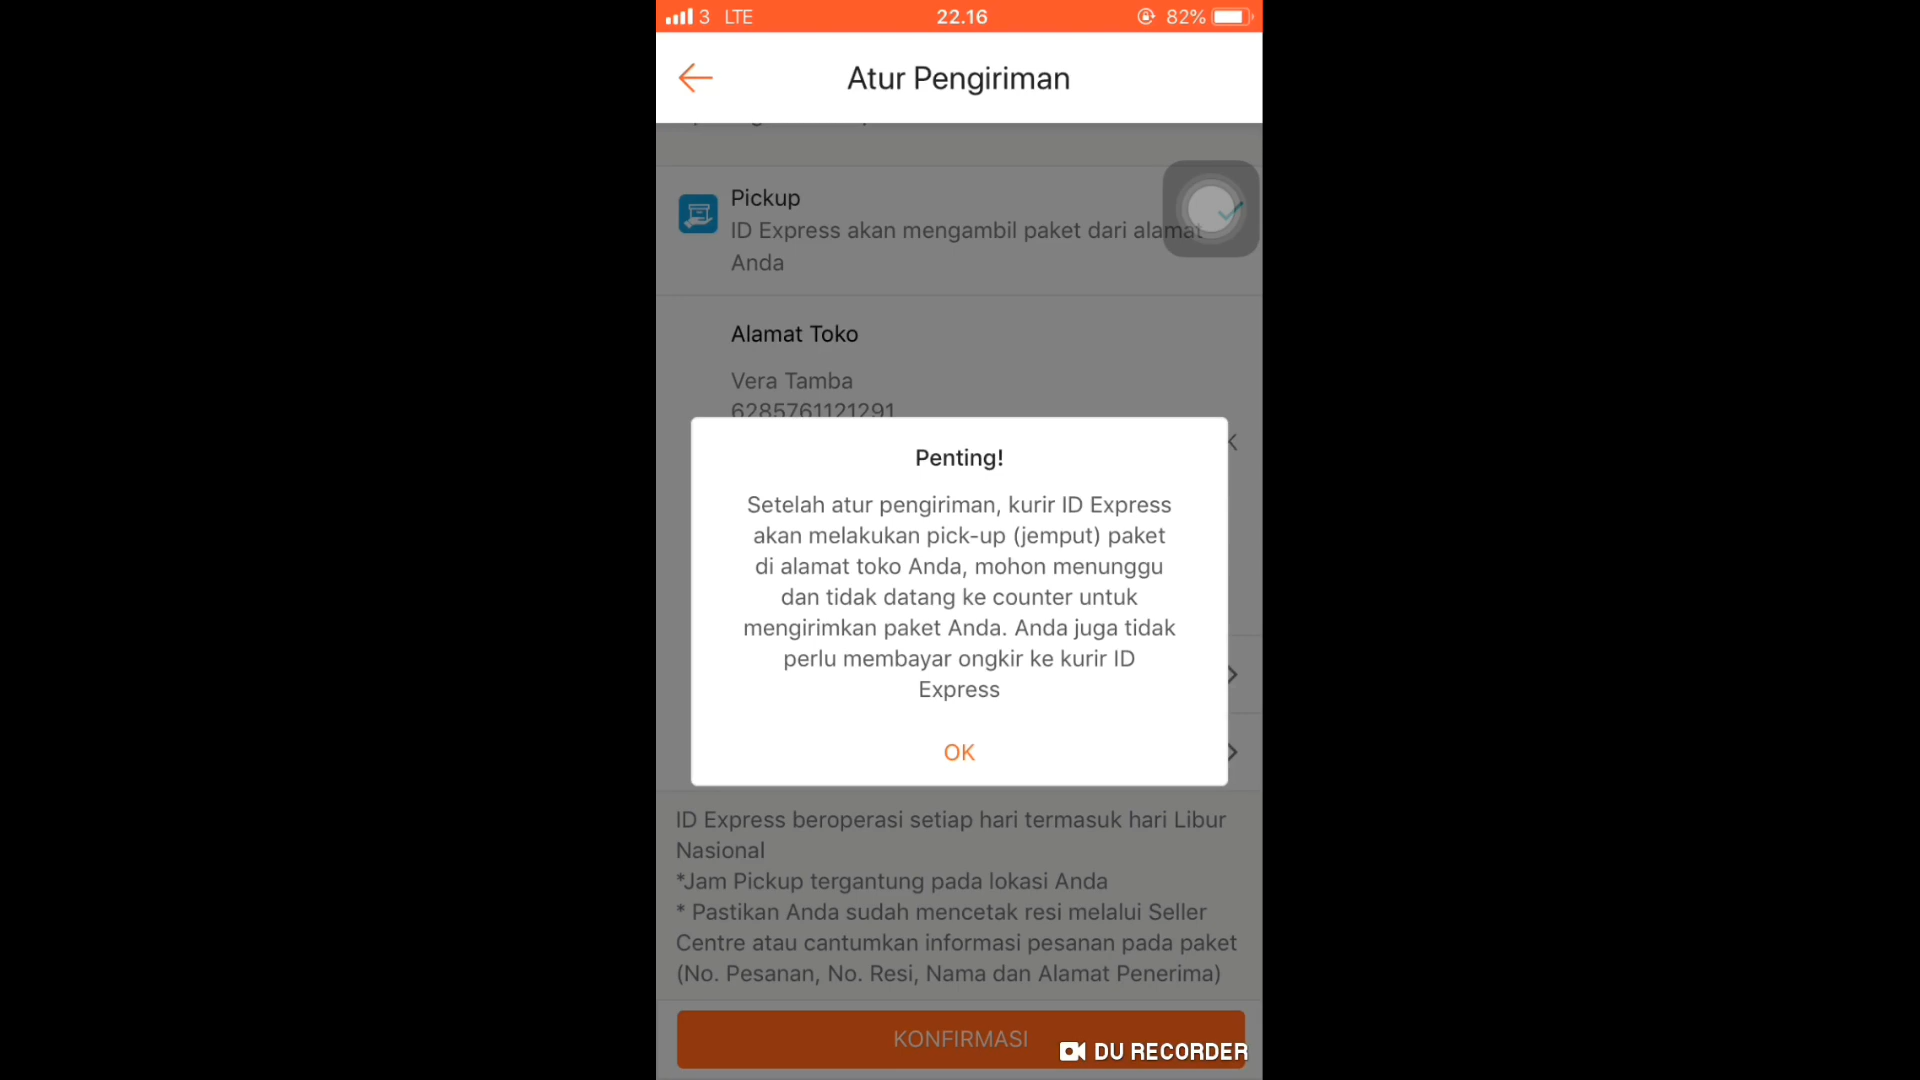 3 LTE 22.16 82%
Atur Pengiriman
Pickup
ID Express akan mengambil paket dari alamat
Anda
Alamat Toko
Vera Tamba
6285761121291
Penting!
Setelah atur pengiriman, kurir ID Express
akan melakukan pick-up (jemput) paket
di alamat toko Anda, mohon menunggu
dan tidak datang ke counter untuk
mengirimkan paket Anda. Anda juga tidak
perlu membayar ongkir ke kurir ID
Express
OK
ID Express beroperasi setiap hari termasuk hari Libur
Nasional
*Jam Pickup tergantung pada lokasi Anda
* Pastikan Anda sudah mencetak resi melalui Seller
Centre atau cantumkan informasi pesanan pada paket
(No. Pesanan, No. Resi, Nama dan Alamat Penerima)
KONFIRMASI
DU RECORDER